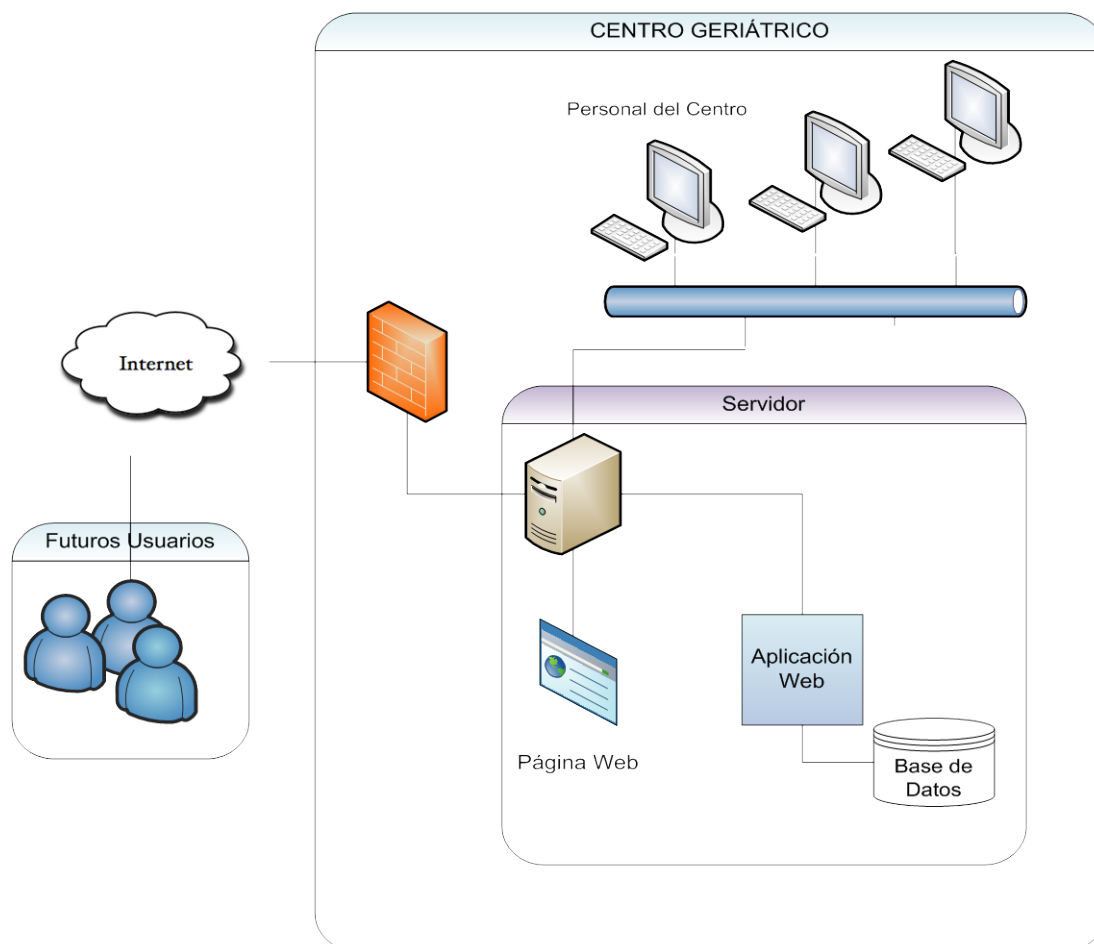 CENTRO GERIÁTRICO
Personal del Centro
Internet
Servidor
Futuros Usuarios
Aplicación
Web
Página Web
Base de
Datos